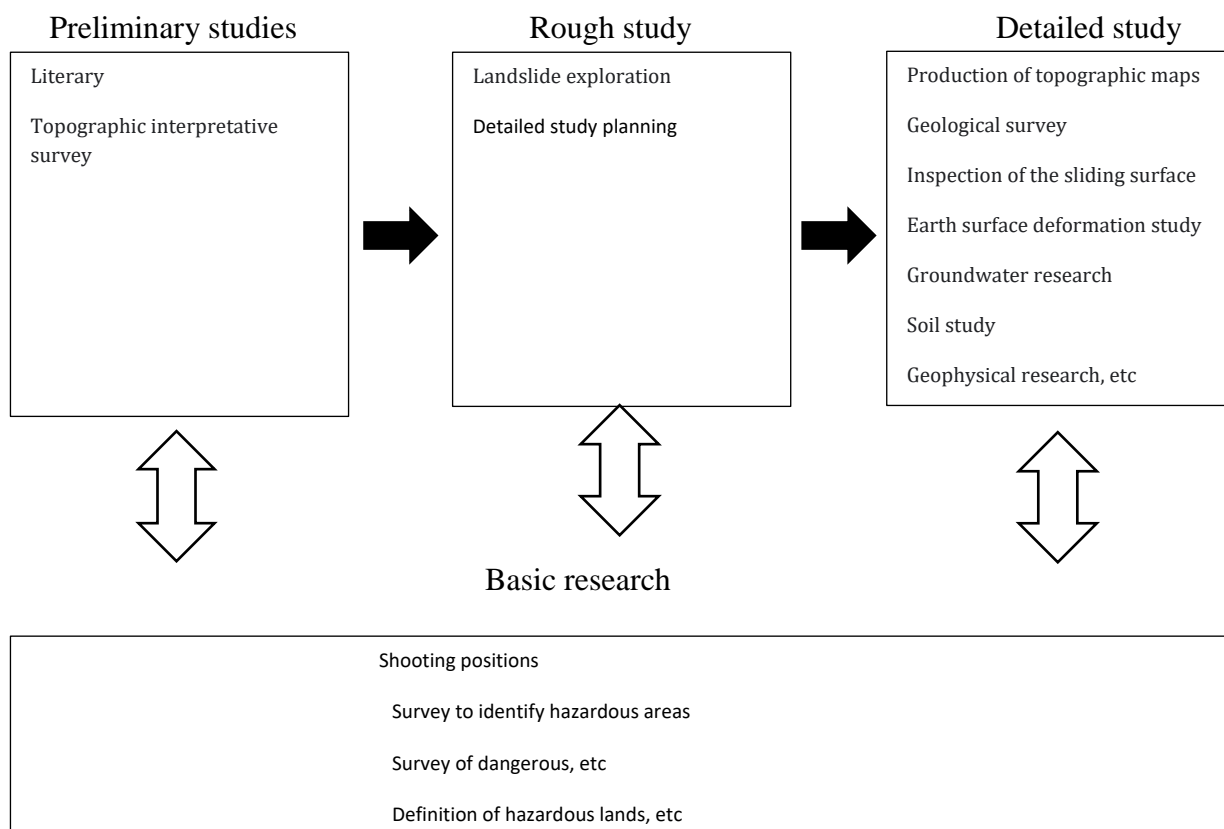 Preliminary studies
Literary
Topographic interpretative
survey
Rough study
Landslide exploration
Detailed study planning
Detailed study
Production of topographic maps
Geological survey
Inspection of the sliding surface
Earth surface deformation study
Groundwater research
Soil study
Geophysical research, etc
Basic research
Shooting positions
Survey to identify hazardous areas
Survey of dangerous, etc
Definition of hazardous lands, etc